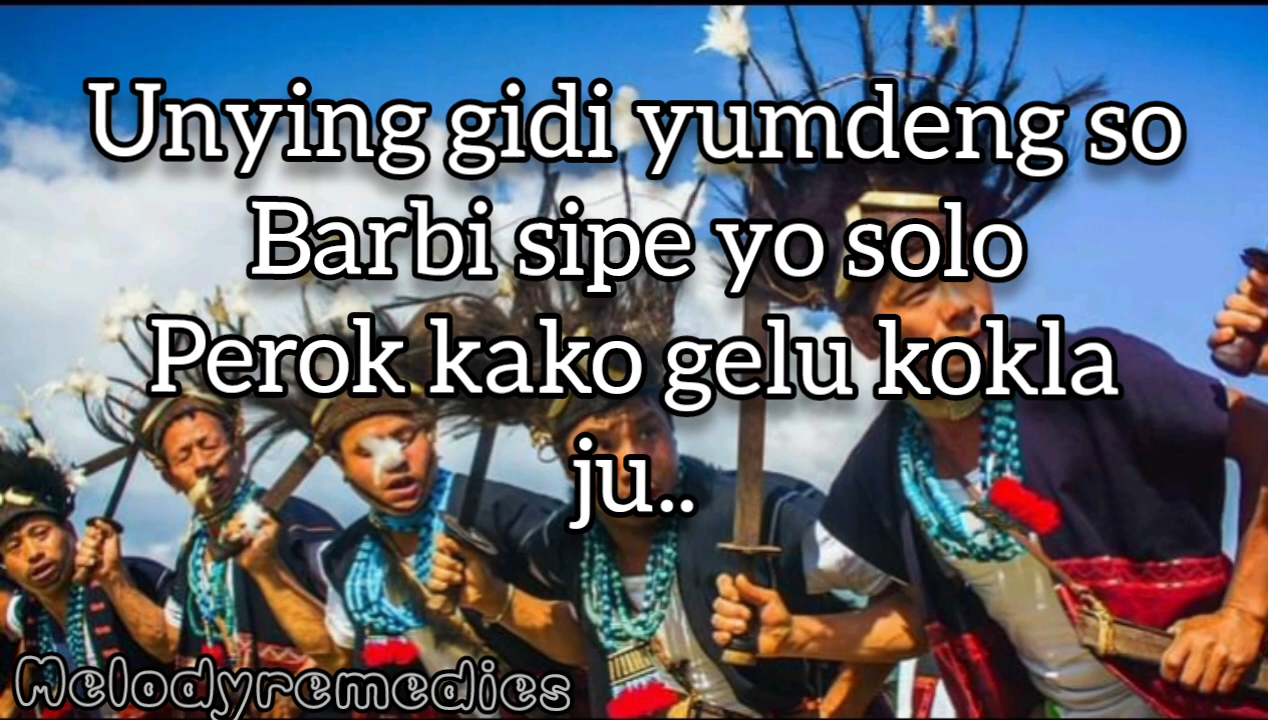 Unying gidi yumdeng so
Barbi sipe yo solo
Perok kako gelu kokla
ju..
Melodyremedies